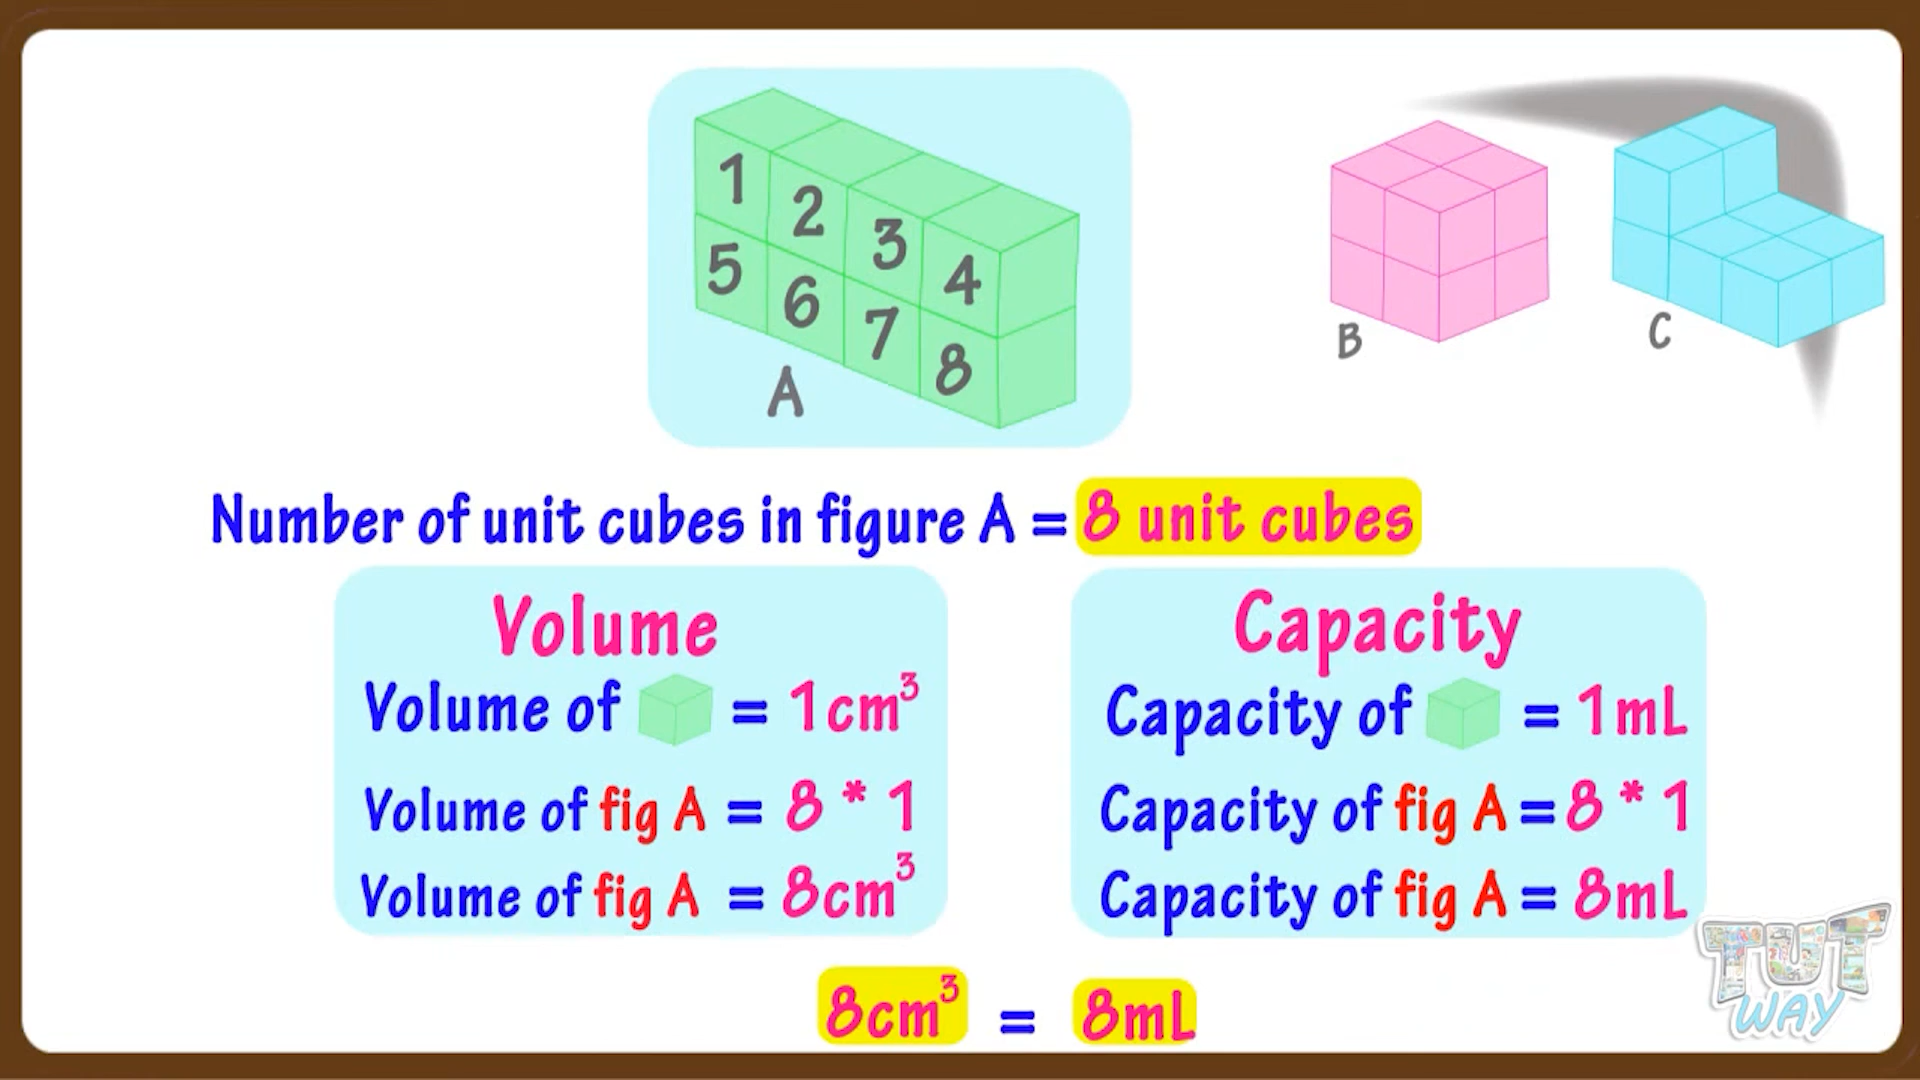 1 2 3 4
5 6 7 8
A
B
C
Number of unit cubes in figure A = 8 unit cubes
Volume
Volume of = 1cm³
Volume of fig A = 8 * 1
Volume of fig A = 8cm³
Capacity
Capacity of = 1mL
Capacity of fig A = 8 * 1
Capacity of fig A = 8mL
8cm³ = 8mL
TUT
WAY